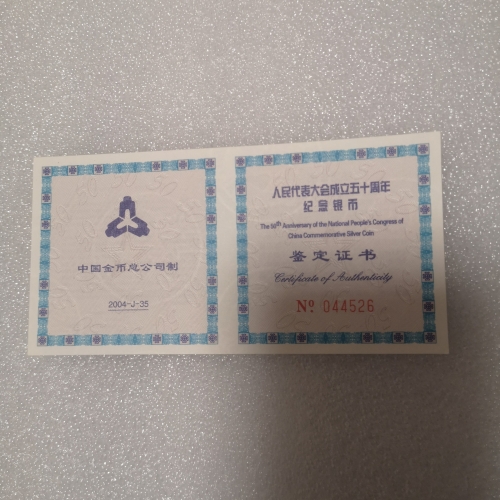 中国金币总公司制
2004-J-35
人民代表大会成立五十周年
纪念银币
The 50th Anniversary of the National People's Congress of
China Commemorative Silver Coin
鉴定证书
Certificate of Authenticity
Nº 044526